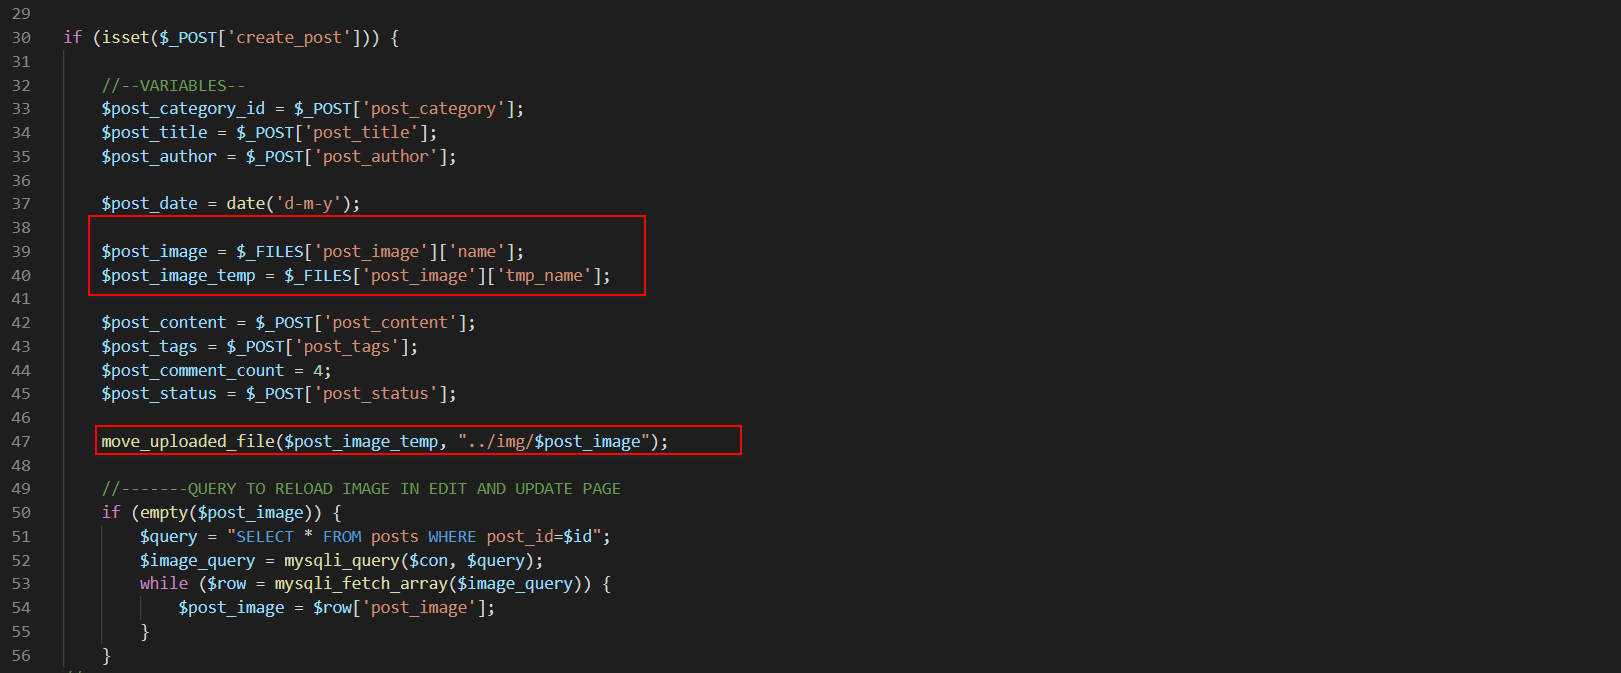 29
30 if (isset($_POST['create_post'])) {
31
32 //--VARIABLES--
33 $post_category_id = $_POST['post_category'];
34 $post_title = $_POST['post_title'];
35 $post_author = $_POST['post_author'];
36
37 $post_date = date('d-m-y');
38
39 $post_image = $_FILES['post_image']['name'];
40 $post_image_temp = $_FILES['post_image']['tmp_name'];
41
42 $post_content = $_POST['post_content'];
43 $post_tags = $_POST['post_tags'];
44 $post_comment_count = 4;
45 $post_status = $_POST['post_status'];
46
47 move_uploaded_file($post_image_temp, "../img/$post_image");
48
49 //-------QUERY TO RELOAD IMAGE IN EDIT AND UPDATE PAGE
50 if (empty($post_image)) {
51 $query = "SELECT * FROM posts WHERE post_id=$id";
52 $image_query = mysqli_query($con, $query);
53 while ($row = mysqli_fetch_array($image_query)) {
54 $post_image = $row['post_image'];
55 }
56 }